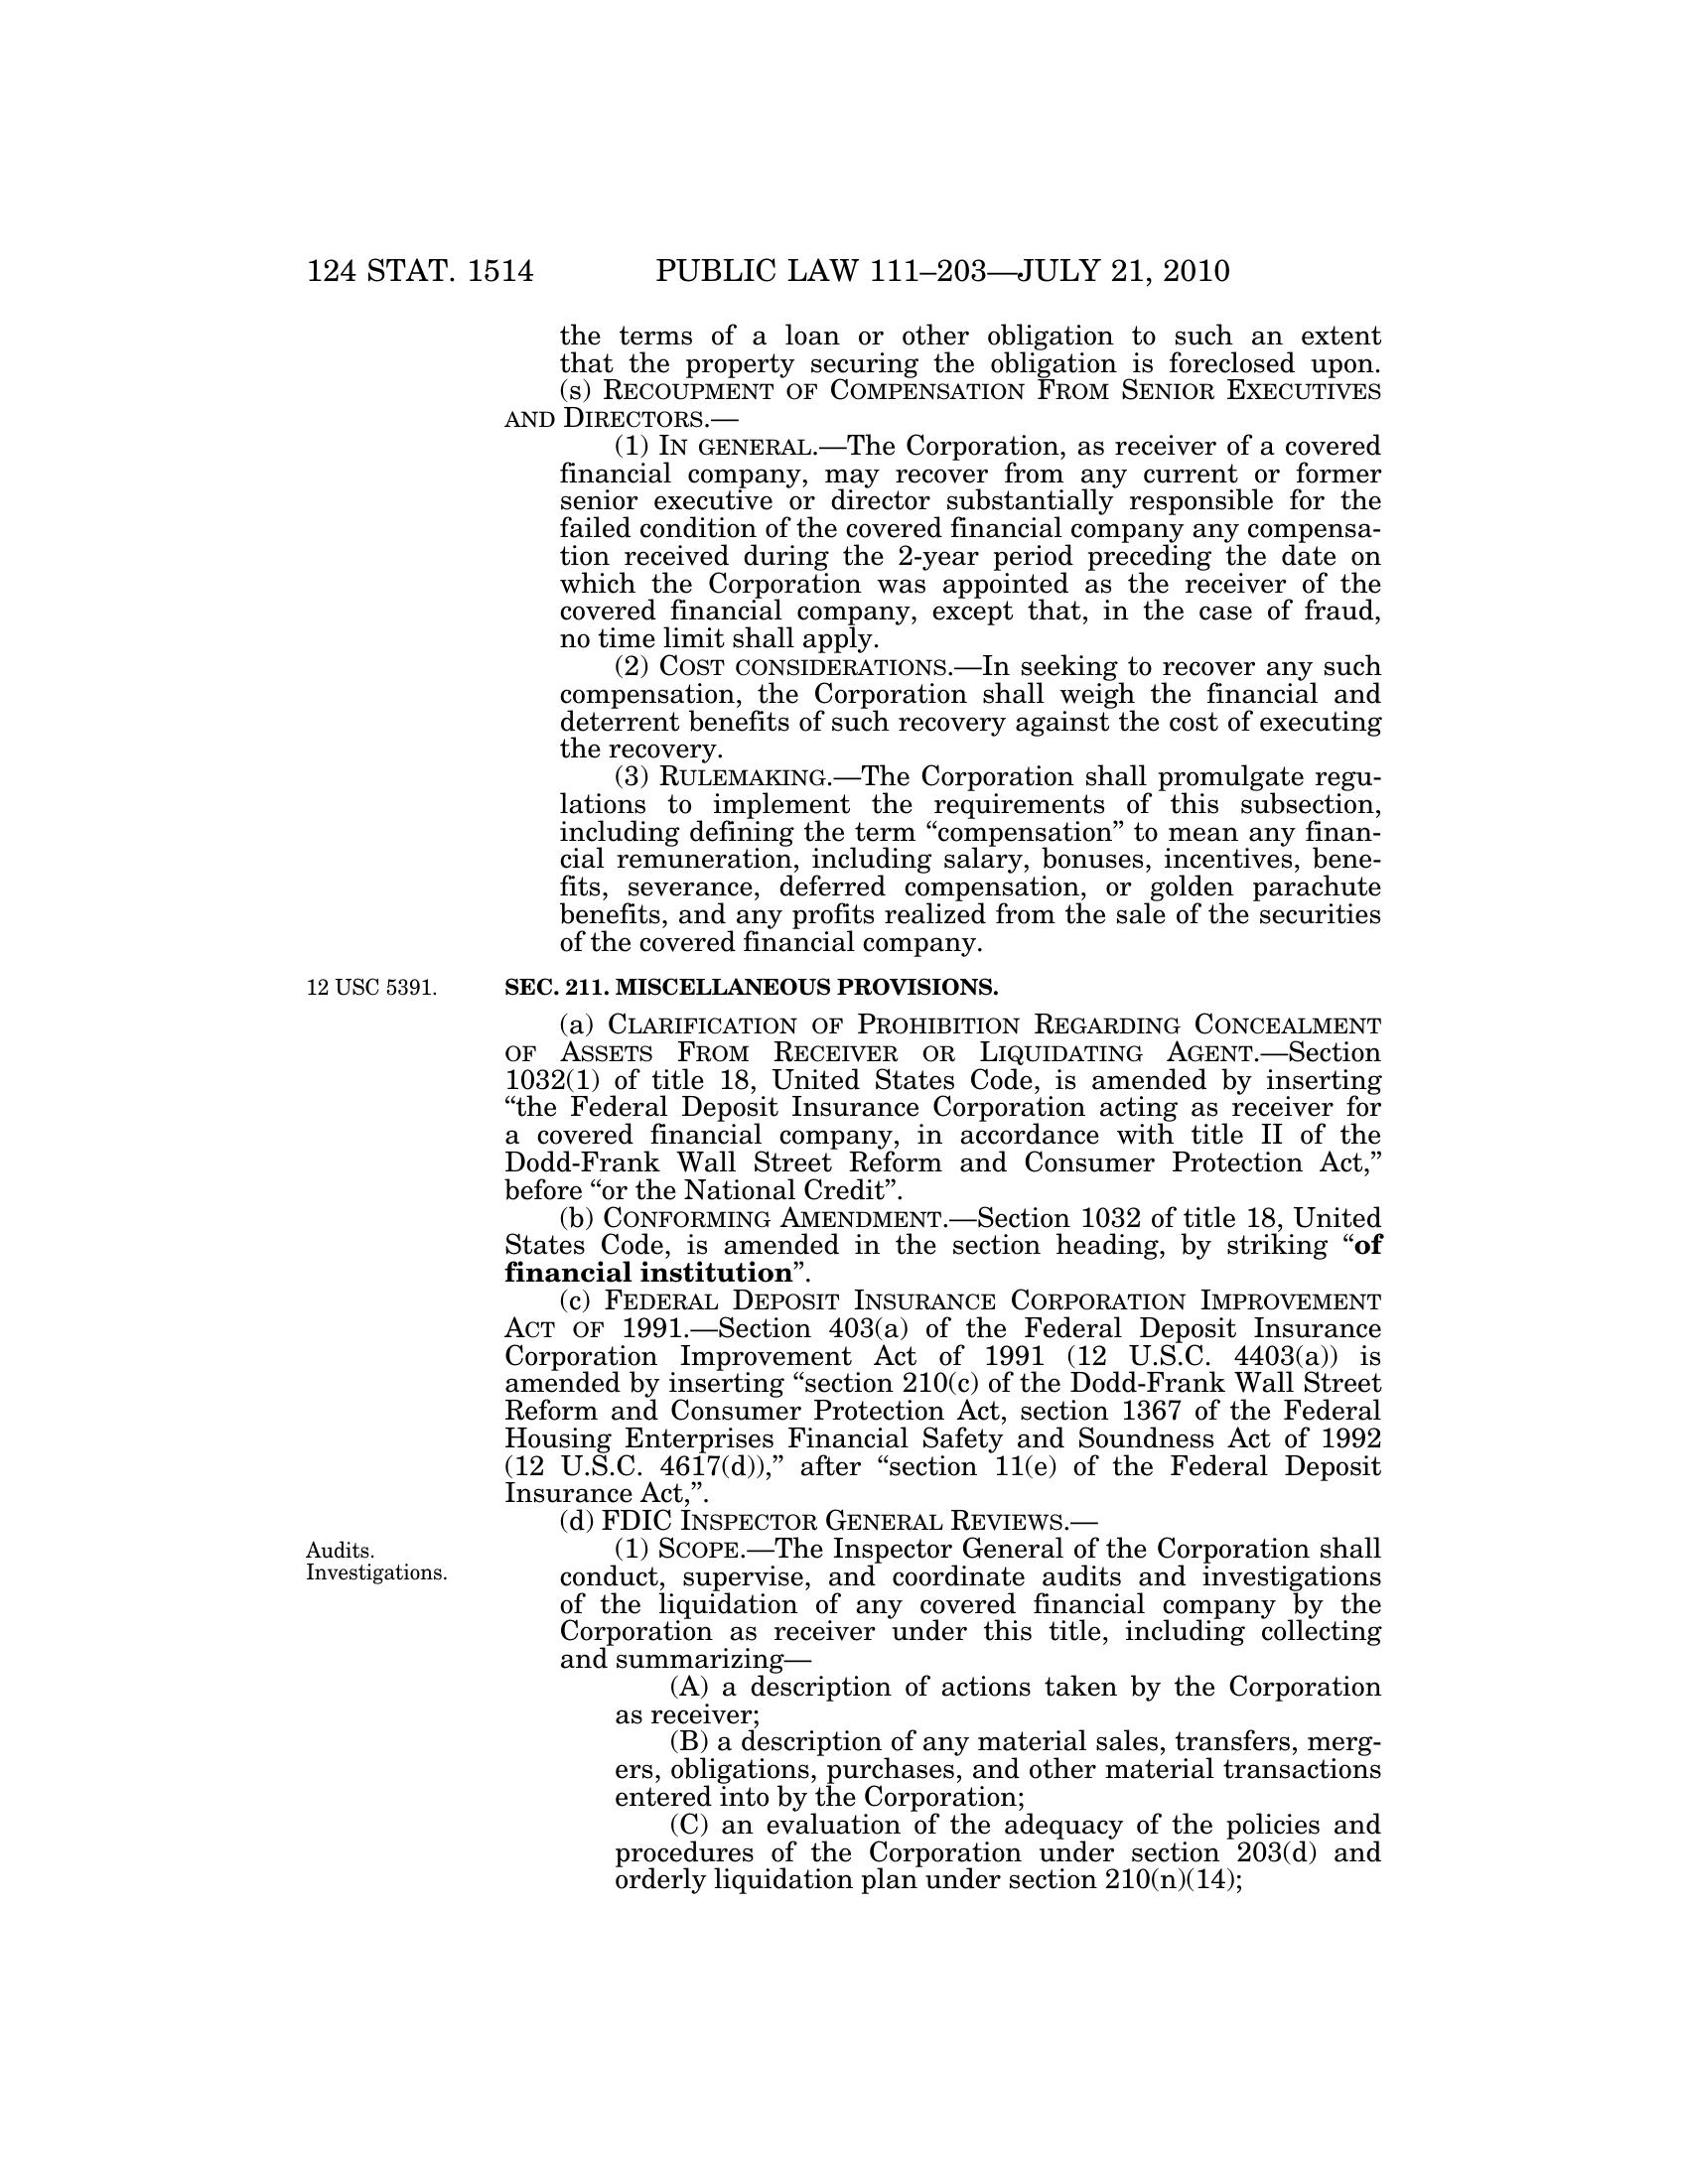 124 STAT. 1514 PUBLIC LAW 111–203—JULY 21, 2010
the terms of a loan or other obligation to such an extent
that the property securing the obligation is foreclosed upon.
(s) RECOUPMENT OF COMPENSATION FROM SENIOR EXECUTIVES
AND DIRECTORS.—
(1) IN GENERAL.—The Corporation, as receiver of a covered
financial company, may recover from any current or former
senior executive or director substantially responsible for the
failed condition of the covered financial company any compensa-
tion received during the 2-year period preceding the date on
which the Corporation was appointed as the receiver of the
covered financial company, except that, in the case of fraud,
no time limit shall apply.
(2) COST CONSIDERATIONS.—In seeking to recover any such
compensation, the Corporation shall weigh the financial and
deterrent benefits of such recovery against the cost of executing
the recovery.
(3) RULEMAKING.—The Corporation shall promulgate regu-
lations to implement the requirements of this subsection,
including defining the term “compensation” to mean any finan-
cial remuneration, including salary, bonuses, incentives, bene-
fits, severance, deferred compensation, or golden parachute
benefits, and any profits realized from the sale of the securities
of the covered financial company.
12 USC 5391. SEC. 211. MISCELLANEOUS PROVISIONS.
(a) CLARIFICATION OF PROHIBITION REGARDING CONCEALMENT
OF ASSETS FROM RECEIVER OR LIQUIDATING AGENT.—Section
1032(1) of title 18, United States Code, is amended by inserting
“the Federal Deposit Insurance Corporation acting as receiver for
a covered financial company, in accordance with title II of the
Dodd-Frank Wall Street Reform and Consumer Protection Act,”
before “or the National Credit”.
(b) CONFORMING AMENDMENT.—Section 1032 of title 18, United
States Code, is amended in the section heading, by striking “of
financial institution”.
(c) FEDERAL DEPOSIT INSURANCE CORPORATION IMPROVEMENT
ACT OF 1991.—Section 403(a) of the Federal Deposit Insurance
Corporation Improvement Act of 1991 (12 U.S.C. 4403(a)) is
amended by inserting “section 210(c) of the Dodd-Frank Wall Street
Reform and Consumer Protection Act, section 1367 of the Federal
Housing Enterprises Financial Safety and Soundness Act of 1992
(12 U.S.C. 4617(d)),” after “section 11(e) of the Federal Deposit
Insurance Act,”.
(d) FDIC INSPECTOR GENERAL REVIEWS.—
Audits.
Investigations.
(1) SCOPE.—The Inspector General of the Corporation shall
conduct, supervise, and coordinate audits and investigations
of the liquidation of any covered financial company by the
Corporation as receiver under this title, including collecting
and summarizing—
(A) a description of actions taken by the Corporation
as receiver;
(B) a description of any material sales, transfers, merg-
ers, obligations, purchases, and other material transactions
entered into by the Corporation;
(C) an evaluation of the adequacy of the policies and
procedures of the Corporation under section 203(d) and
orderly liquidation plan under section 210(n)(14);